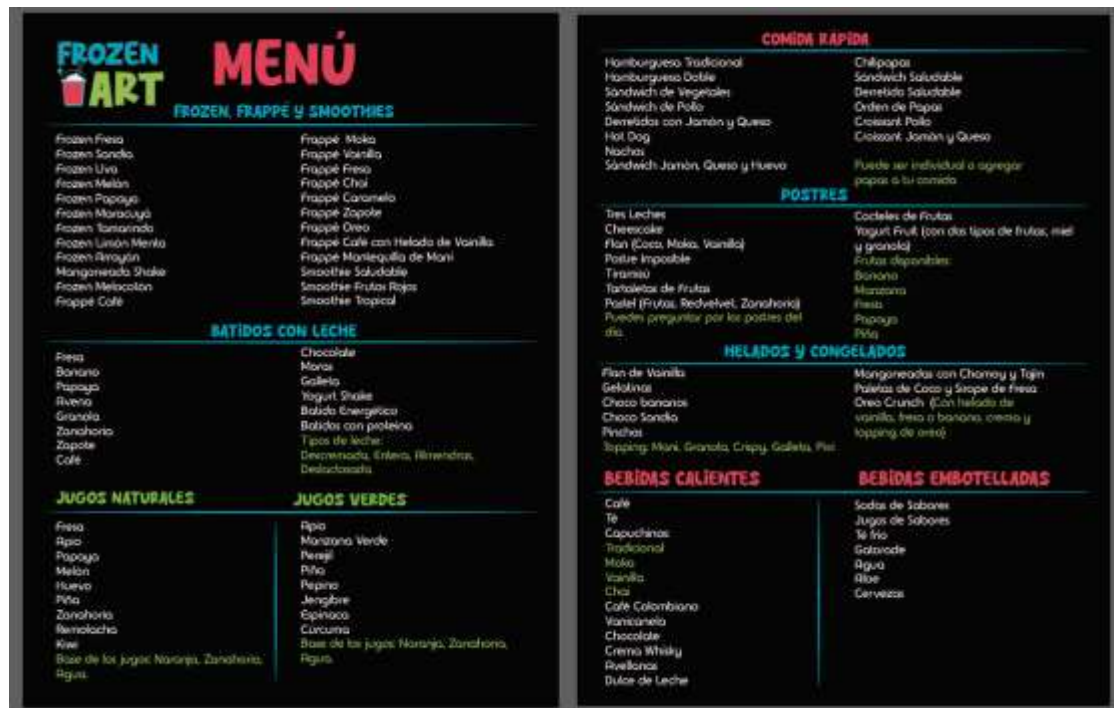 FROZEN
ART
MENÚ
FROZEN, FRAPPÉ Y SMOOTHIES
Frozen Fresa
Frozen Sandia
Frozen Uva
Frozen Melón
Frozen Papaya
Frozen Maracuyá
Frozen Tamarindo
Frozen Limón Menta
Frozen Arrayán
Mangoneada Shake
Frozen Melocotón
Frappé Café
Frappé Moka
Frappé Vainilla
Frappé Fresa
Frappé Chai
Frappé Caramelo
Frappé Zapote
Frappé Oreo
Frappé Café con Helado de Vainilla
Frappé Mantequilla de Maní
Smoothie Saludable
Smoothie Frutos Rojos
Smoothie Tropical
BATIDOS CON LECHE
Fresa
Banano
Papaya
Avena
Granola
Zanahoria
Zapote
Café
Chocolate
Moras
Galleta
Yogurt Shake
Batido Energético
Batidos con proteina
Tipos de leche:
Descremada, Entera, Almendras,
Deslactosada
JUGOS NATURALES
Fresa
Apio
Papaya
Melón
Huevo
Piña
Zanahoria
Remolacha
Kiwi
Base de los jugos: Naranja, Zanahoria,
Agua.
JUGOS VERDES
Apio
Manzana Verde
Perejil
Piña
Pepino
Jengibre
Espinaca
Cúrcuma
Base de los jugos: Naranja, Zanahoria,
Agua.
COMIDA RAPIDA
Hamburguesa Tradicional
Hamburguesa Doble
Sándwich de Vegetales
Sándwich de Pollo
Derretidos con Jamón y Queso
Hot Dog
Nachos
Sándwich Jamón, Queso y Huevo
Chilipapas
Sándwich Saludable
Derretido Saludable
Orden de Papas
Croissant Pollo
Croissant Jamón y Queso
Puede ser individual o agregar
papas a tu comida
POSTRES
Tres Leches
Cheescake
Flan (Coco, Moka, Vainilla)
Postre Imposible
Tiramisú
Tartaletas de Frutas
Pastel (Frutas, Redvelvet, Zanahoria)
Puedes preguntar por los postres del
día.
Cocteles de Frutas
Yogurt Fruit (con dos tipos de frutas, miel
y granola)
Frutas disponibles:
Banano
Manzana
Fresa
Papaya
Piña
HELADOS Y CONGELADOS
Flan de Vainilla
Gelatinas
Choco bananos
Choco Sandia
Pinchos
Topping: Maní, Granola, Crispy, Galleta, Pixi
Mangoneadas con Chamoy y Tajin
Paletas de Coco y Sirope de Fresa
Oreo Crunch (Con helado de
vainilla, fresa o banano, crema y
topping de oreo)
BEBIDAS CALIENTES
Café
Té
Capuchinos
Tradicional
Moka
Vainilla
Chai
Café Colombiano
Vanicanela
Chocolate
Crema Whisky
Avellanas
Dulce de Leche
BEBIDAS EMBOTELLADAS
Sodas de Sabores
Jugos de Sabores
Té frío
Gatorade
Agua
Aloe
Cervezas